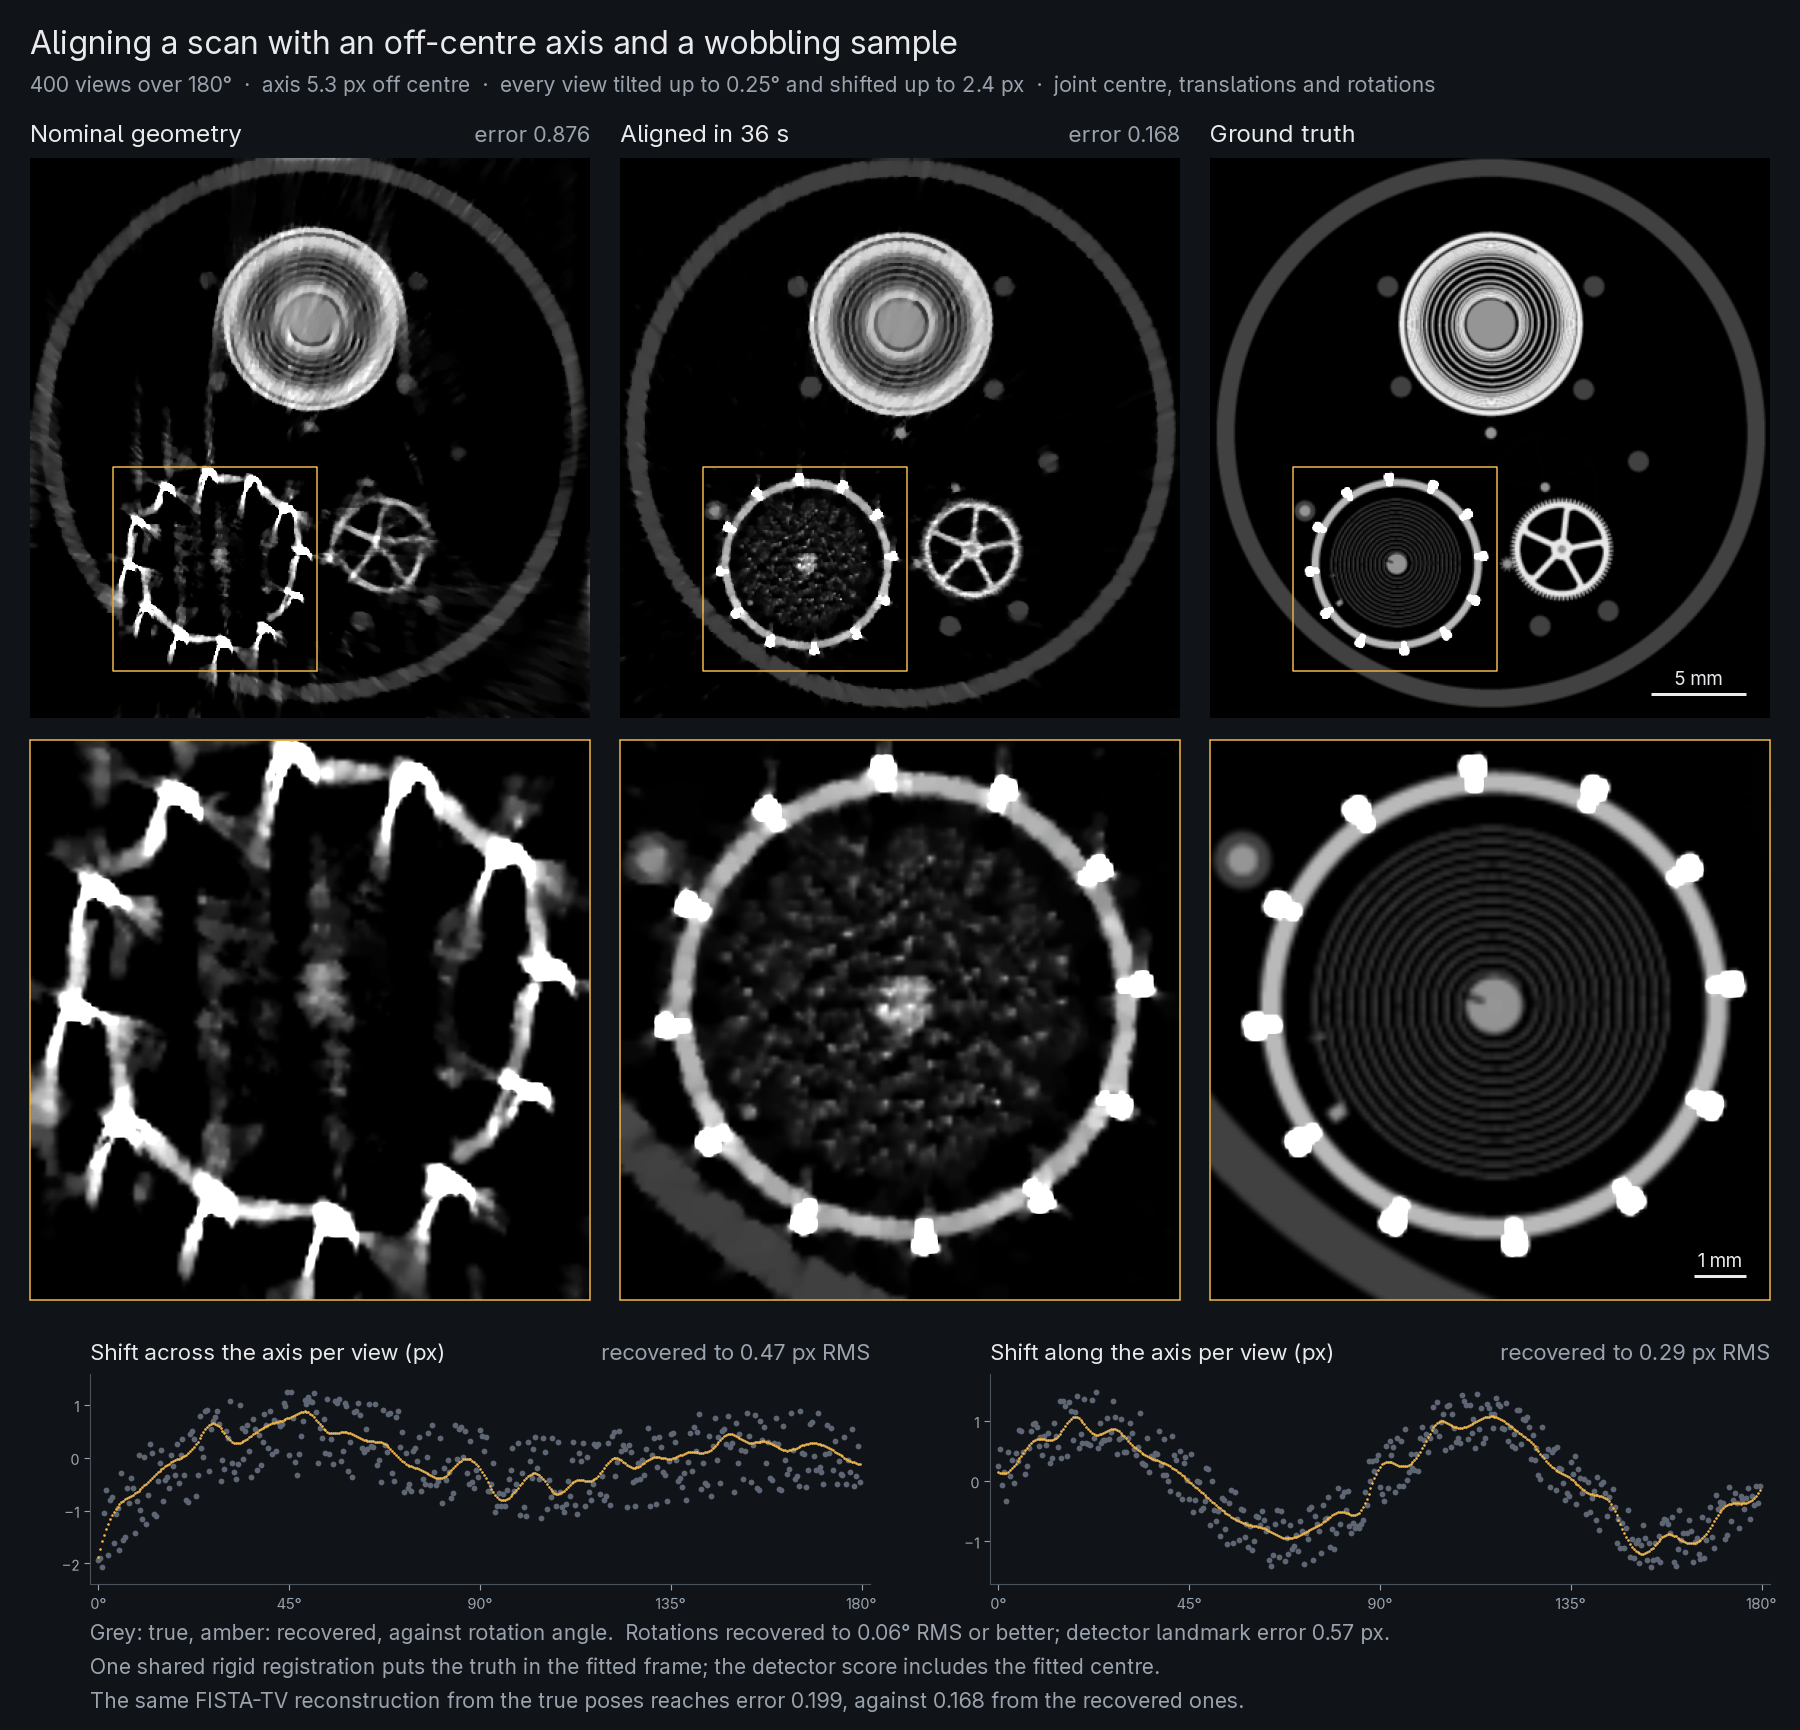 Aligning a scan with an off-centre axis and a wobbling sample
400 views over 180° · axis 5.3 px off centre · every view tilted up to 0.25° and shifted up to 2.4 px · joint centre, translations and rotations
Nominal geometry error 0.876
Aligned in 36 s error 0.168
Ground truth
5 mm
1 mm
Shift across the axis per view (px) recovered to 0.47 px RMS
1
0
−1
−2
0° 45° 90° 135° 180°
Shift along the axis per view (px) recovered to 0.29 px RMS
1
0
−1
0° 45° 90° 135° 180°
Grey: true, amber: recovered, against rotation angle. Rotations recovered to 0.06° RMS or better; detector landmark error 0.57 px.
One shared rigid registration puts the truth in the fitted frame; the detector score includes the fitted centre.
The same FISTA-TV reconstruction from the true poses reaches error 0.199, against 0.168 from the recovered ones.